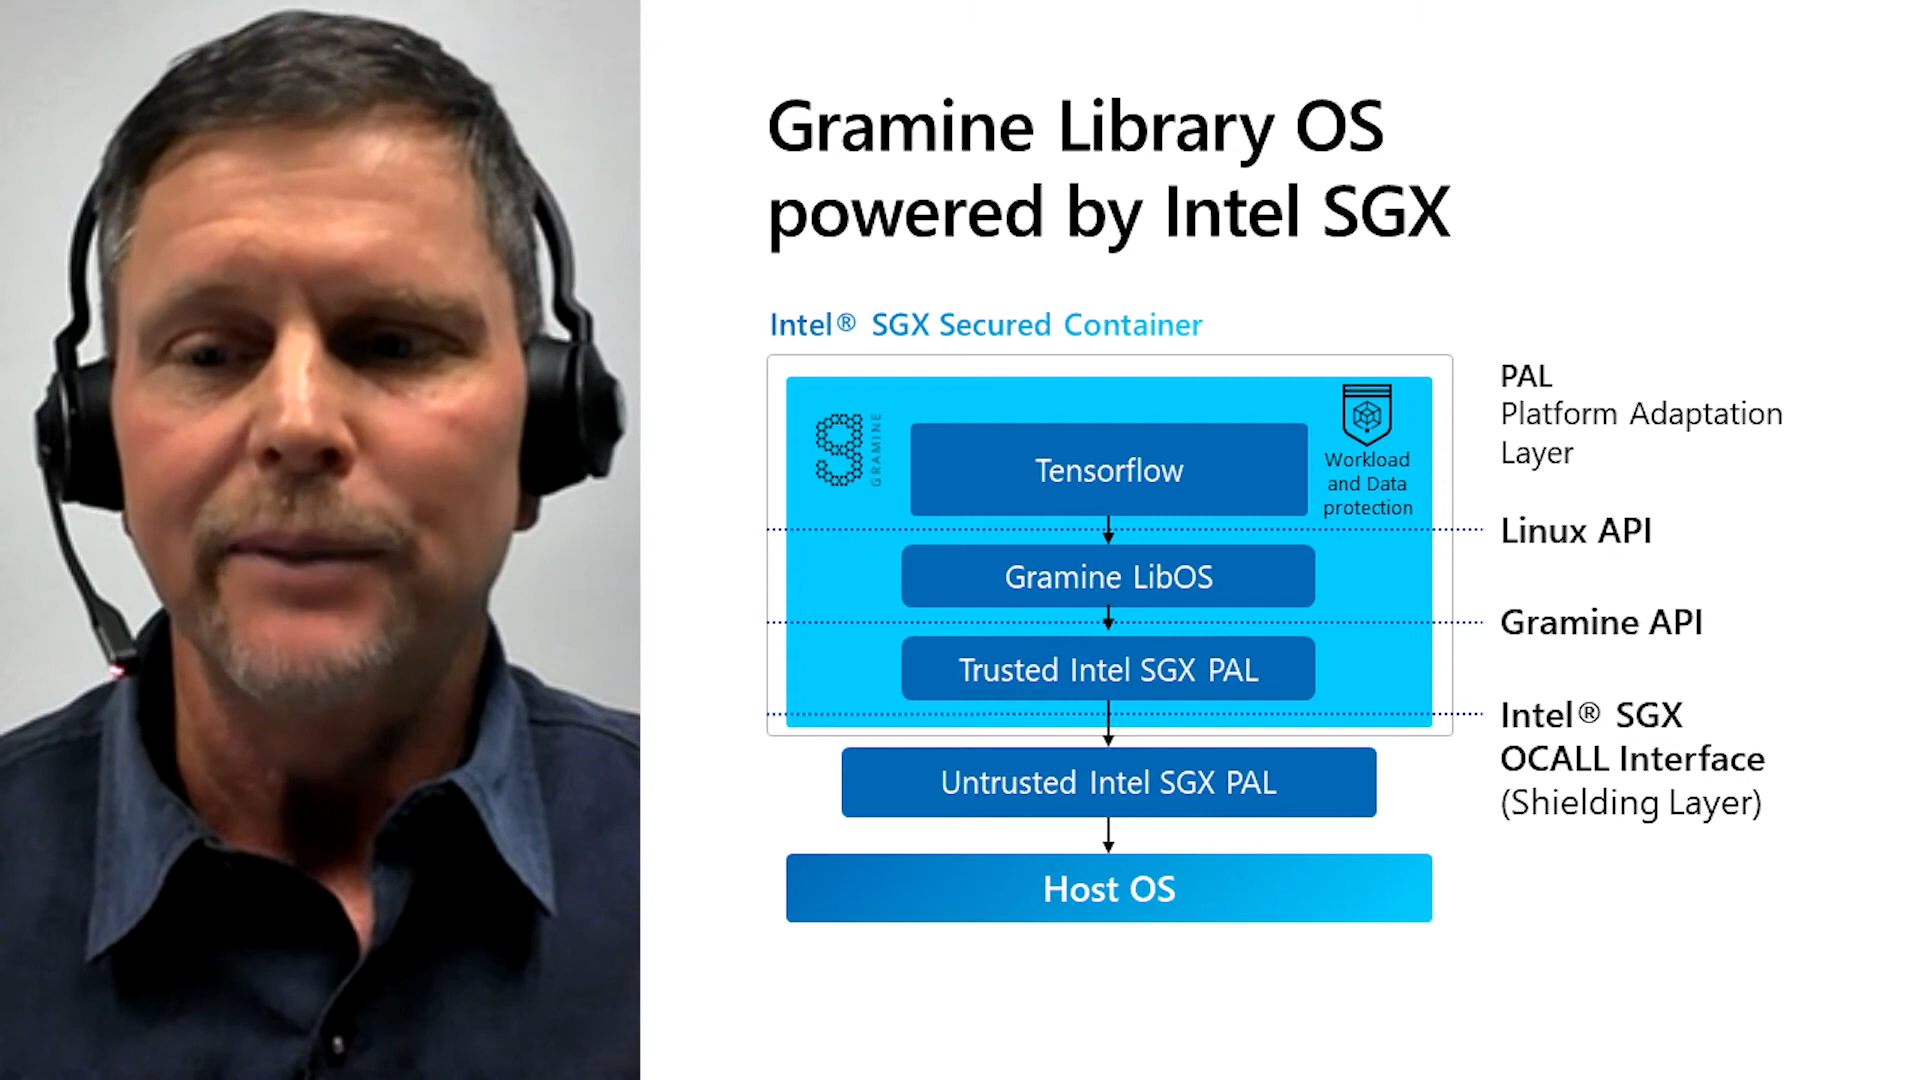 Gramine Library OS
powered by Intel SGX
Intel® SGX Secured Container
GRAMINE
Tensorflow
Workload
and Data
protection
Gramine LibOS
Trusted Intel SGX PAL
Untrusted Intel SGX PAL
Host OS
PAL
Platform Adaptation
Layer
Linux API
Gramine API
Intel® SGX
OCALL Interface
(Shielding Layer)